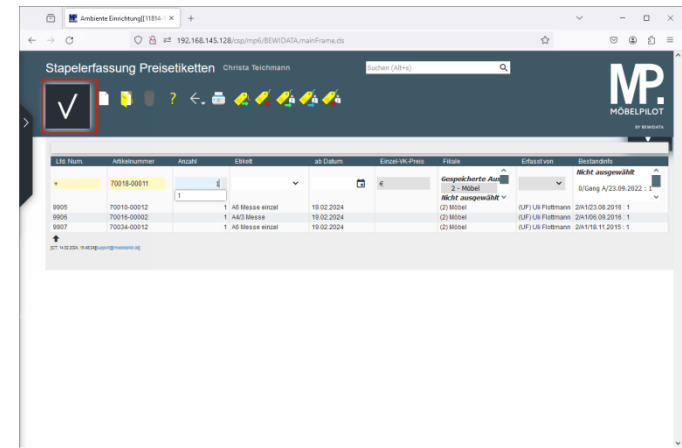 Ambiente Einrichtung[[11814-1
192.168.145.128/csp/mp6/BEWIDATA.mainFrame.cls
Stapelerfassung Preisetiketten Christa Teichmann
Suchen (Alt+s)
MP.
MÖBELPILOT
BY BEWIDATA
Lfd. Num. Artikelnummer Anzahl Etikett ab Datum Einzel-VK-Preis Filiale Erfasst von Bestandinfo
+ 70018-00011 1 € Gespeicherte Aus 2 - Möbel Nicht ausgewählt Nicht ausgewählt 0/Gang A/23.09.2022 : 1
1
9905 70010-00012 1 A6 Messe einzel 19.02.2024 (2) Möbel (UF) Uli Flottmann 2/A1/23.08.2016 : 1
9906 70016-00002 1 A4/3 Messe 19.02.2024 (2) Möbel (UF) Uli Flottmann 2/A1/06.09.2016 : 1
9907 70034-00012 1 A6 Messe einzel 19.02.2024 (2) Möbel (UF) Uli Flottmann 2/A1/18.11.2015 : 1